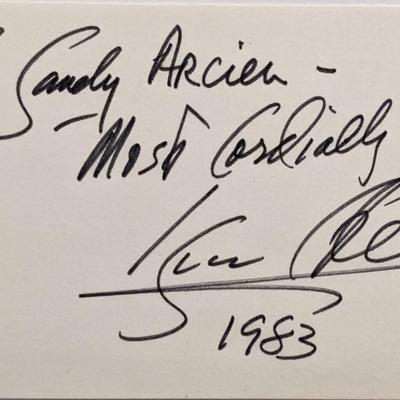 Sandy Arcien -
- Most Cordially
1983